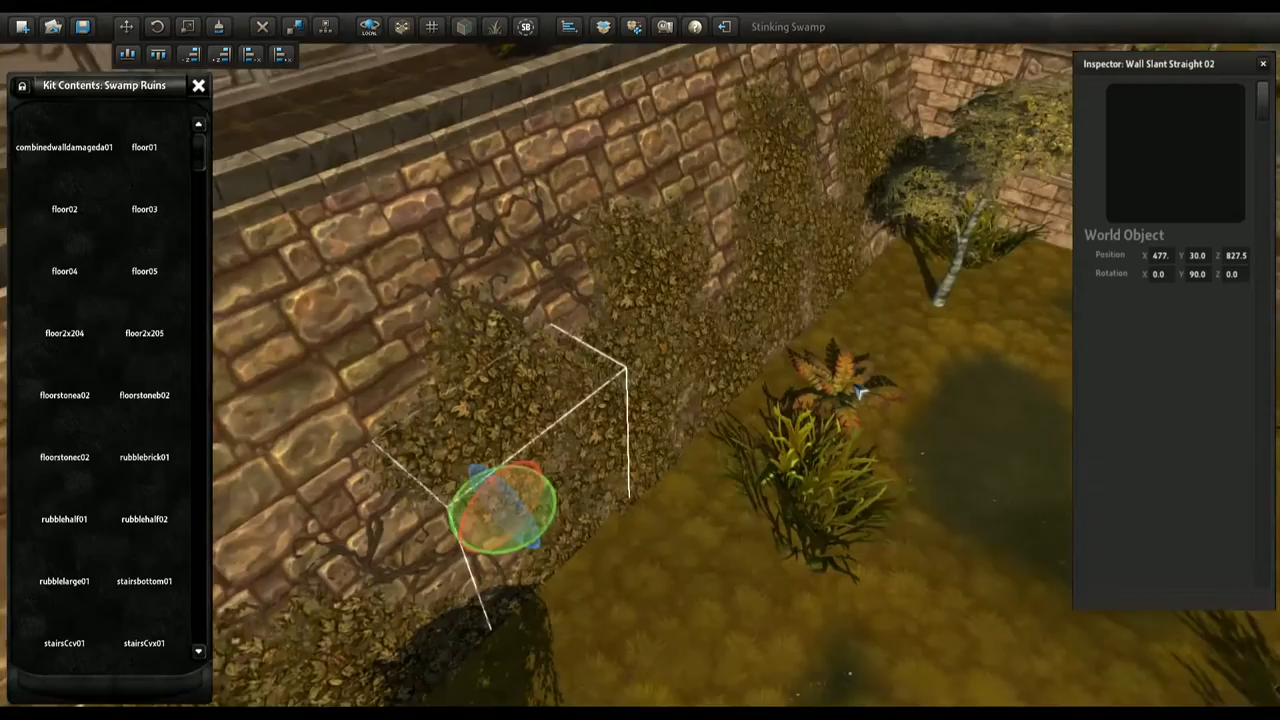 LOCAL SB Stinking Swamp
-Z -Z
Kit Contents: Swamp Ruins
combinedwalldamageda01 floor01
floor02 floor03
floor04 floor05
floor2x204 floor2x205
floorstonea02 floorstoneb02
floorstonec02 rubblebrick01
rubblehalf01 rubblehalf02
rubblelarge01 stairsbottom01
stairsCcv01 stairsCvx01
Inspector: Wall Slant Straight 02
World Object
Position X 477. Y 30.0 Z 827.5
Rotation X 0.0 Y 90.0 Z 0.0